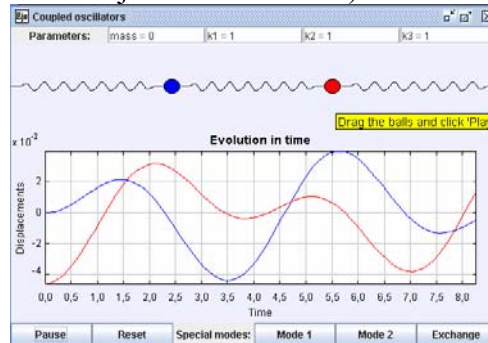 Coupled oscillators
Parameters: mass = 0 k1 = 1 k2 = 1 k3 = 1
Drag the balls and click 'Play
Evolution in time
x 10⁻²
2
0
-2
-4
Displacements
0,0 0,5 1,0 1,5 2,0 2,5 3,0 3,5 4,0 4,5 5,0 5,5 6,0 6,5 7,0 7,5 8,0
Time
Pause Reset Special modes: Mode 1 Mode 2 Exchange